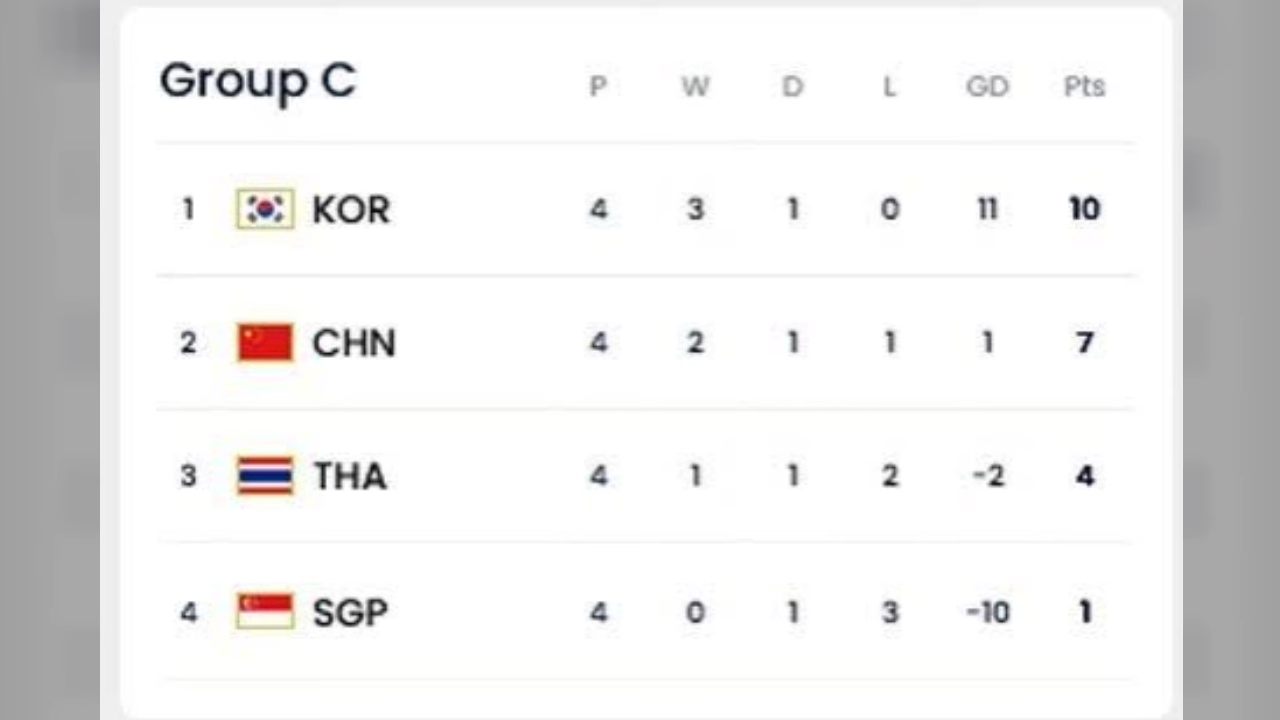 Group C P W D L GD Pts
1 KOR 4 3 1 0 11 10
2 CHN 4 2 1 1 1 7
3 THA 4 1 1 2 -2 4
4 SGP 4 0 1 3 -10 1